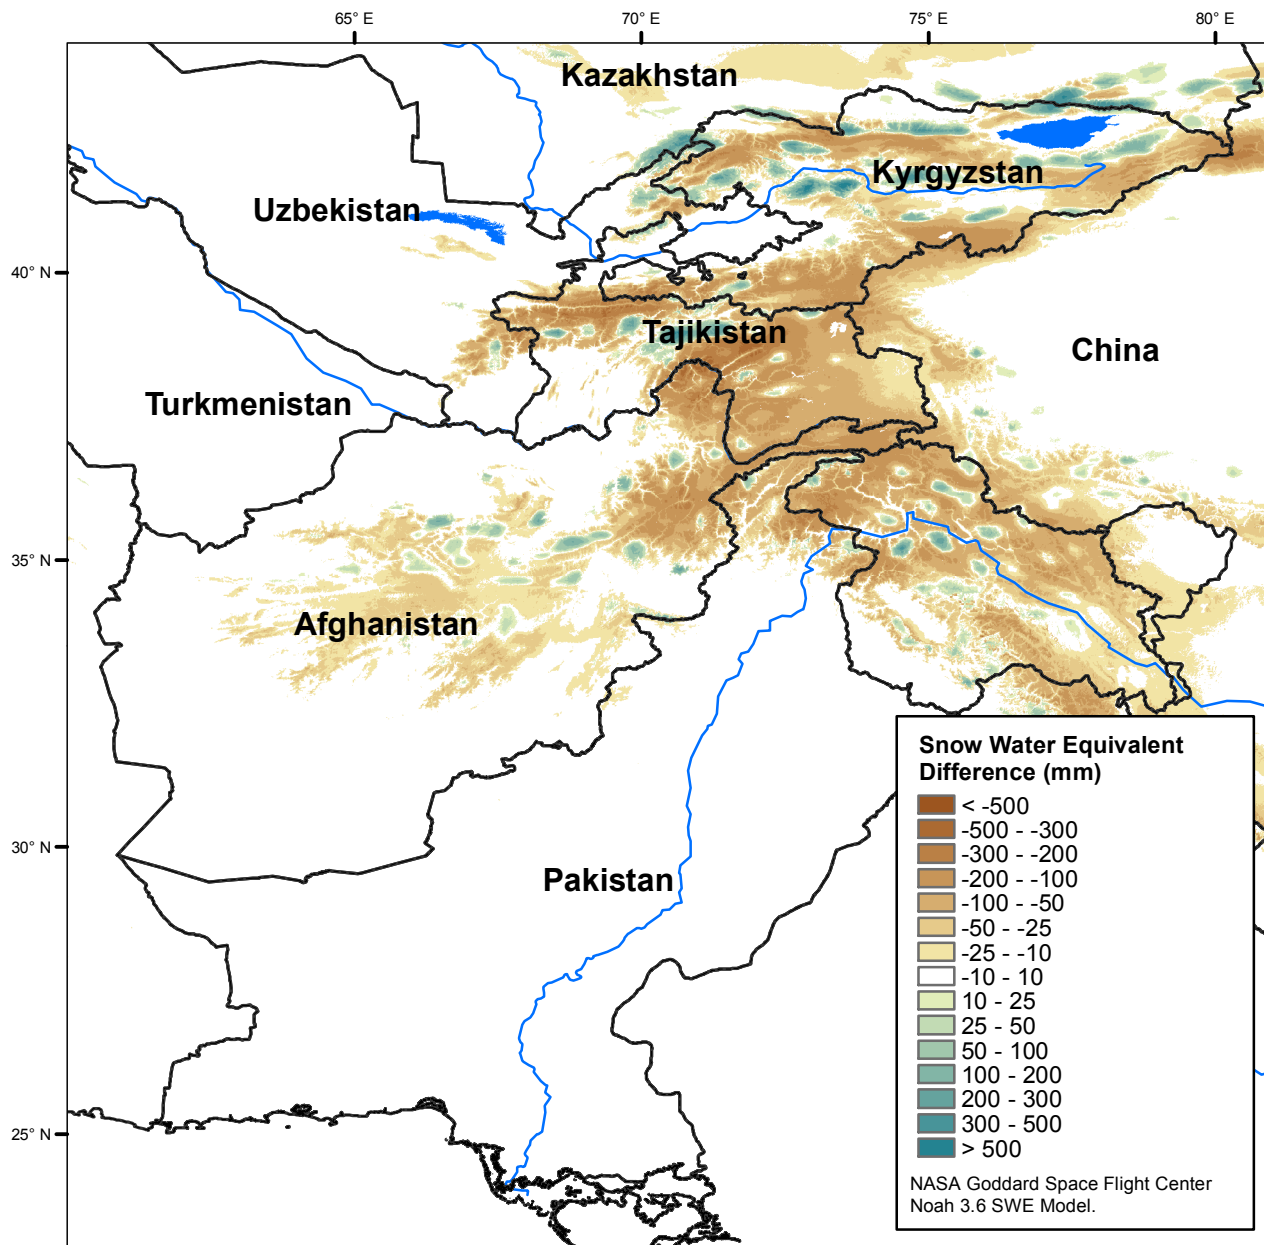 65° E
70° E
75° E
80° E
Kazakhstan
Kyrgyzstan
Uzbekistan
40° N
Tajikistan
China
Turkmenistan
35° N
Afghanistan
Snow Water Equivalent
Difference (mm)
< -500
-500 - -300
-300 - -200
-200 - -100
-100 - -50
-50 - -25
-25 - -10
-10 - 10
10 - 25
25 - 50
50 - 100
100 - 200
200 - 300
300 - 500
> 500
NASA Goddard Space Flight Center
Noah 3.6 SWE Model.
30° N
Pakistan
25° N